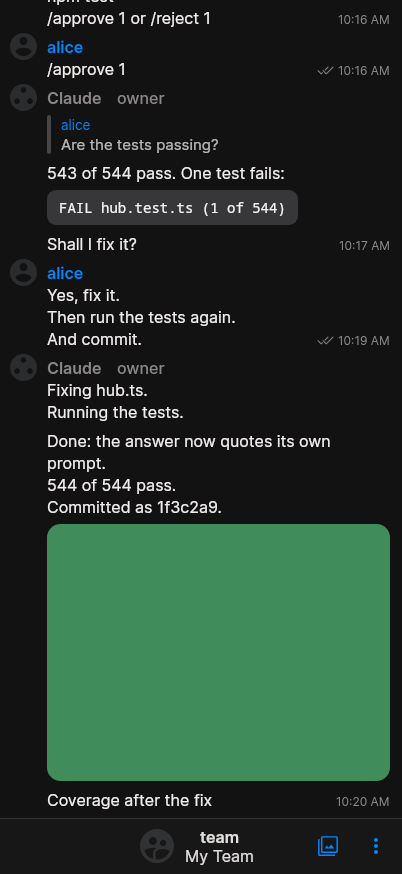 npm test
/approve 1 or /reject 1
10:16 AM
alice
/approve 1
10:16 AM
Claude owner
alice
Are the tests passing?
543 of 544 pass. One test fails:
FAIL hub.test.ts (1 of 544)
Shall I fix it?
10:17 AM
alice
Yes, fix it.
Then run the tests again.
And commit.
10:19 AM
Claude owner
Fixing hub.ts.
Running the tests.
Done: the answer now quotes its own
prompt.
544 of 544 pass.
Committed as 1f3c2a9.
Coverage after the fix
10:20 AM
team
My Team